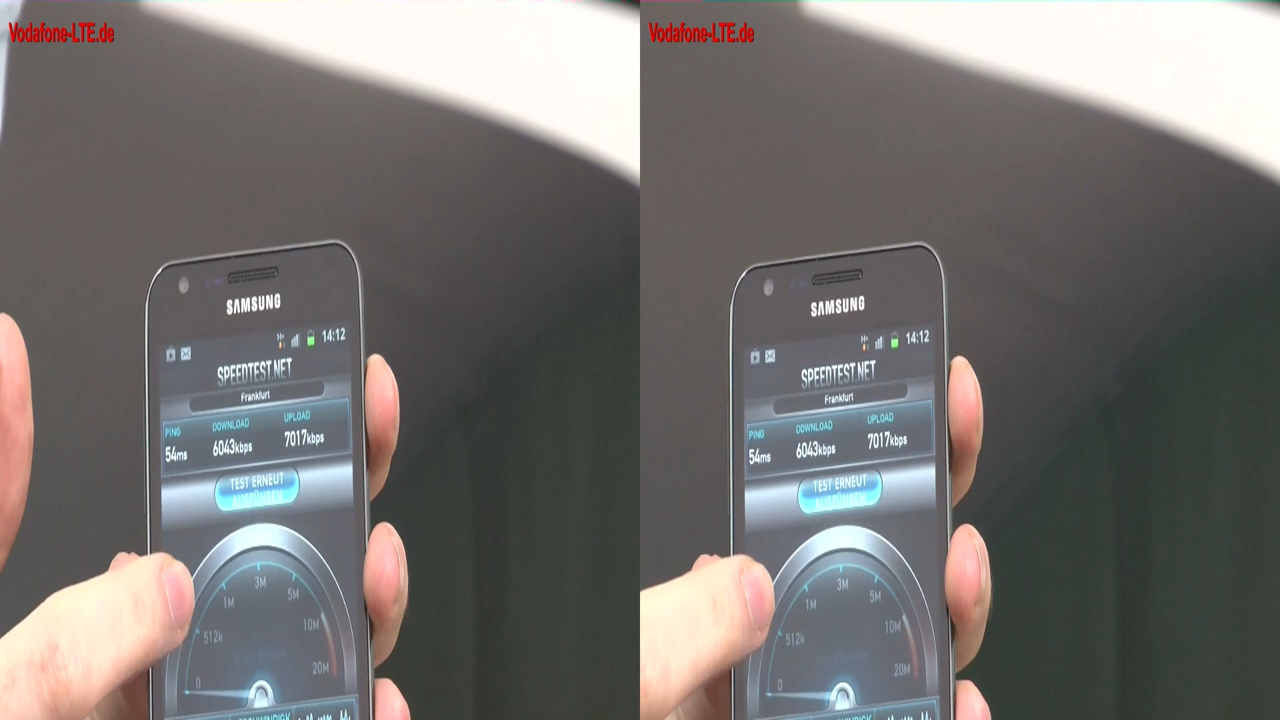 Vodafone-LTE.de
SAMSUNG
14:12
SPEEDTEST.NET
Frankfurt
PING DOWNLOAD UPLOAD
54ms 6043kbps 7017kbps
TEST ERNEUT
AUSFÜHREN
3M
1M 5M
512k 10M
0 20M
Vodafone-LTE.de
SAMSUNG
14:12
SPEEDTEST.NET
Frankfurt
PING DOWNLOAD UPLOAD
54ms 6043kbps 7017kbps
TEST ERNEUT
AUSFÜHREN
3M
1M 5M
512k 10M
0 20M